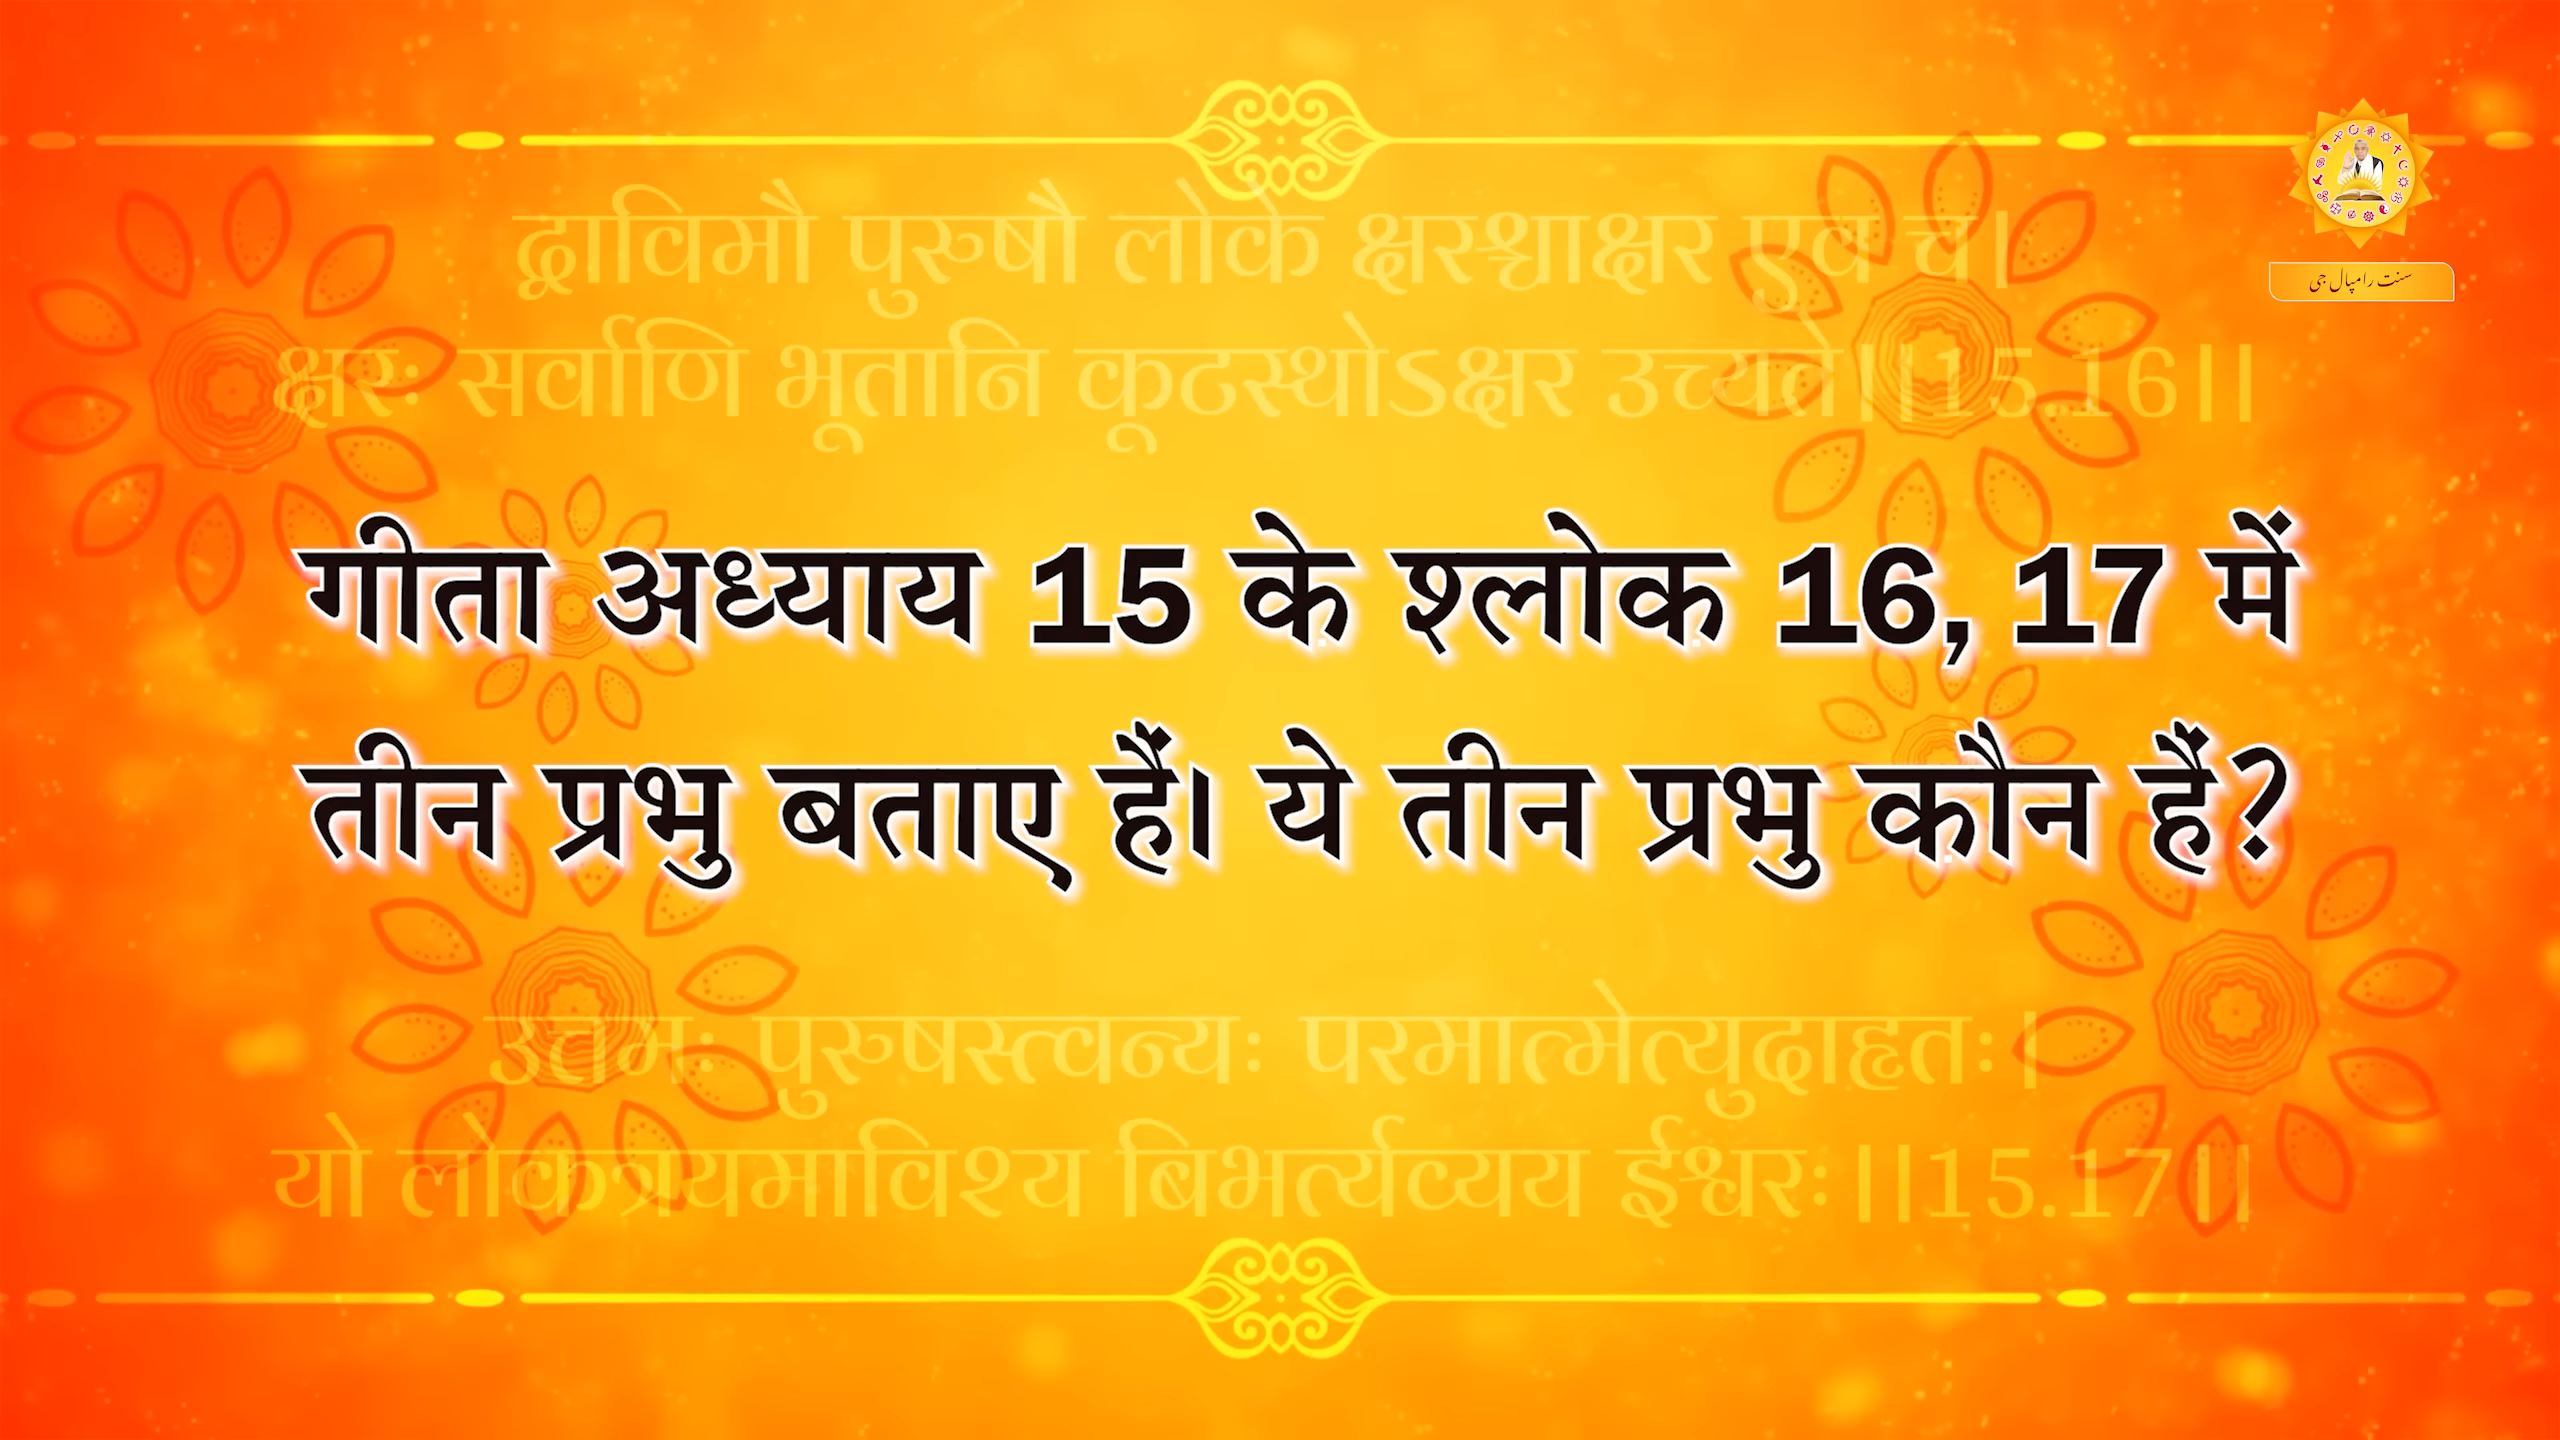 द्वाविमौ पुरुषौ लोके क्षरश्चाक्षर एव च।
क्षरः सर्वाणि भूतानि कूटस्थोऽक्षर उच्यते।।15.16।।
سنت رامپال جی
गीता अध्याय 15 के श्लोक 16, 17 में
तीन प्रभु बताए हैं। ये तीन प्रभु कौन हैं?
उत्तमः पुरुषस्त्वन्यः परमात्मेत्युदाहृतः।
यो लोकत्रयमाविश्य बिभर्त्यव्यय ईश्वरः।।15.17।।